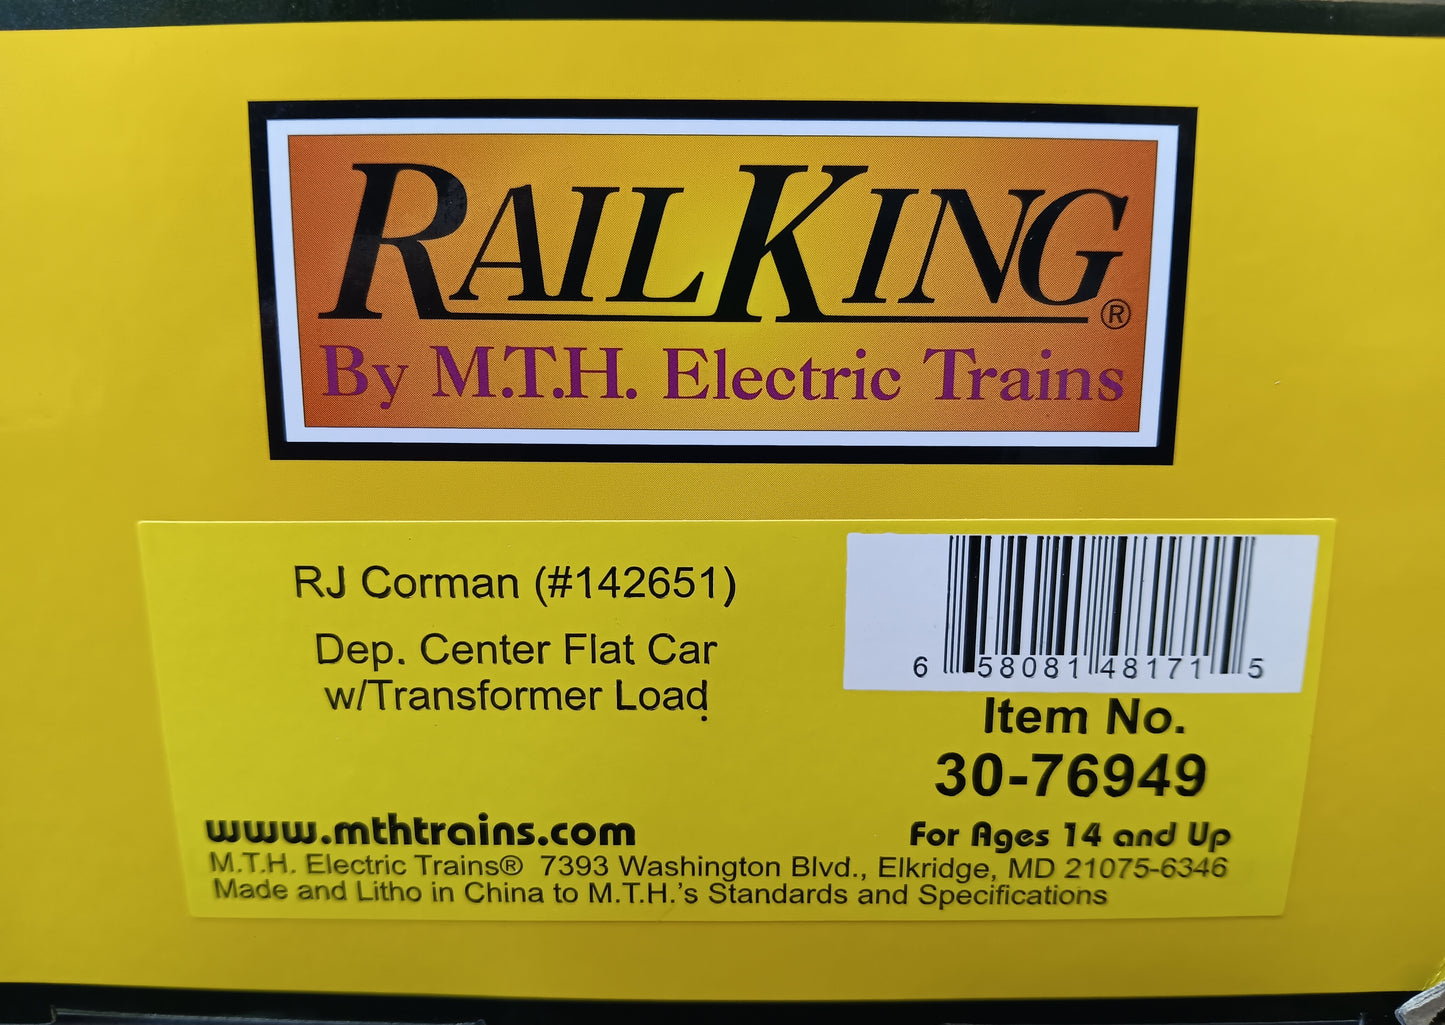 RAILKING®
By M.T.H. Electric Trains
RJ Corman (#142651)
Dep. Center Flat Car
w/Transformer Load
6 58081 48171 5
Item No.
30-76949
www.mthtrains.com
For Ages 14 and Up
M.T.H. Electric Trains® 7393 Washington Blvd., Elkridge, MD 21075-6346
Made and Litho in China to M.T.H.'s Standards and Specifications